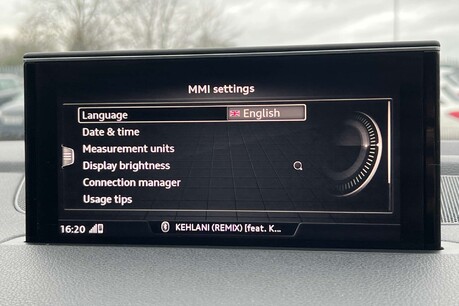 MMI settings
Language English
Date & time
Measurement units
Display brightness
Connection manager
Usage tips
16:20 KEHLANI (REMIX) [feat. K...